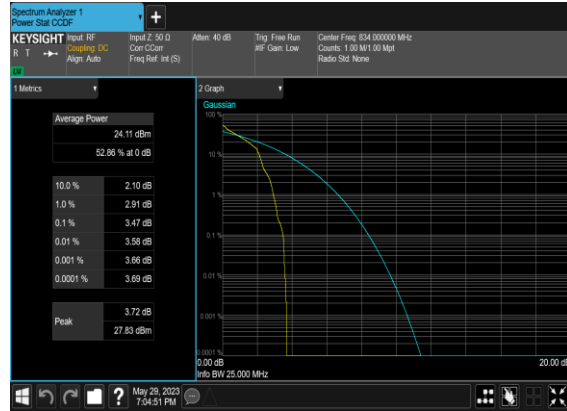 Spectrum Analyzer 1
Power Stat CCDF
KEYSIGHT
R T
LW
Input: RF
Coupling: DC
Align: Auto
Input Z: 50 Ω
Corr CCorr
Freq Ref: Int (S)
Atten: 40 dB
Trig: Free Run
#IF Gain: Low
Center Freq: 834.000000 MHz
Counts: 1.00 M/1.00 Mpt
Radio Std: None
1 Metrics
Average Power
24.11 dBm
52.86 % at 0 dB
10.0 % 2.10 dB
1.0 % 2.91 dB
0.1 % 3.47 dB
0.01 % 3.58 dB
0.001 % 3.66 dB
0.0001 % 3.69 dB
Peak
3.72 dB
27.83 dBm
2 Graph
Gaussian
100 %
10 %
1 %
0.1 %
0.01 %
0.001 %
0.0001 %
0.00 dB
20.00 dB
Info BW 25.000 MHz
May 29, 2023
7:04:51 PM